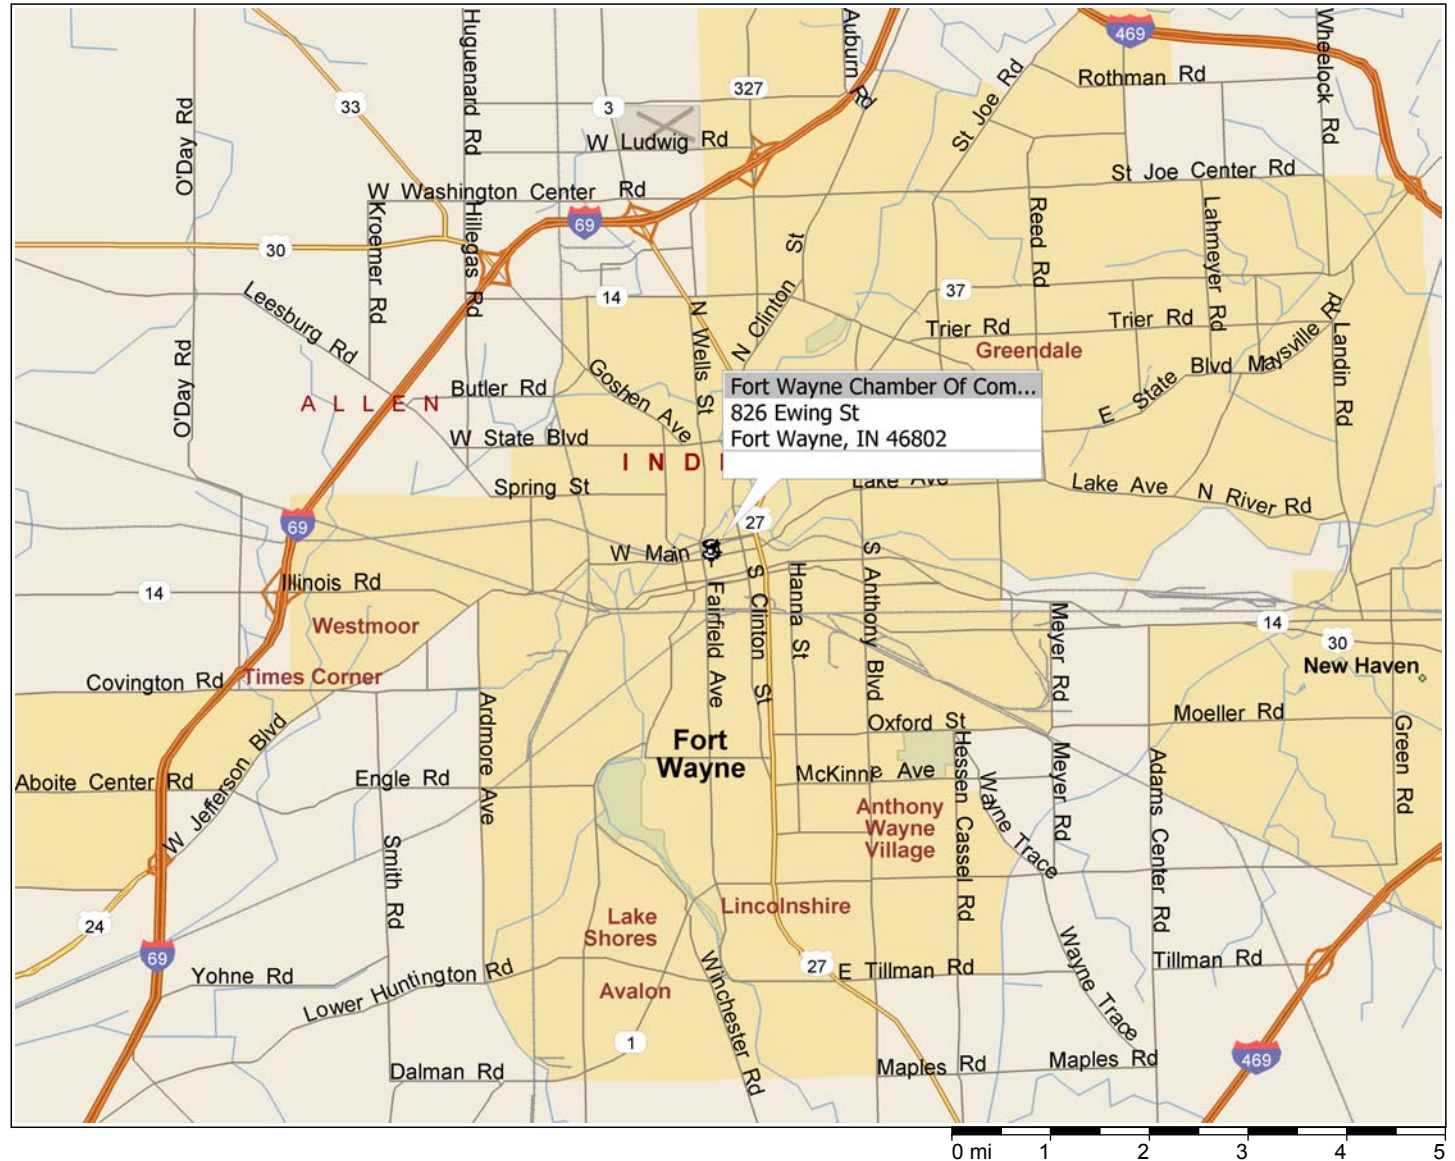 Huguenard Rd
Auburn Rd
469
Wheelock Rd
Rothman Rd
St Joe Rd
33
327
3
O'Day Rd
W Ludwig Rd
St Joe Center Rd
W Washington Center Rd
Kroemer Rd
Hillegas Rd
69
Reed Rd
Lahmeyer Rd
30
N Clinton St
14
37
Leesburg Rd
N Wells St
Trier Rd
Trier Rd
Greendale
Maysville Rd
Landin Rd
O'Day Rd
Goshen Ave
Butler Rd
ALLEN
E State Blvd
Fort Wayne Chamber Of Com...
826 Ewing St
Fort Wayne, IN 46802
W State Blvd
IND
Spring St
Lake Ave
Lake Ave
N River Rd
69
27
W Main
S Anthony Blvd
Illinois Rd
14
Fairfield Ave
S Clinton St
Hanna St
Meyer Rd
14
Westmoor
30
New Haven
Times Corner
Covington Rd
Ardmore Ave
Oxford St
Moeller Rd
Green Rd
W Jefferson Blvd
Fort
Wayne
Hessen Cassel Rd
Meyer Rd
Adams Center Rd
Aboite Center Rd
Engle Rd
McKinnie Ave
Wayne Trace
Anthony
Wayne
Village
Smith Rd
24
Lake
Shores
Lincolnshire
69
Wayne Trace
Yohne Rd
Lower Huntington Rd
Winchester Rd
27
E Tillman Rd
Tillman Rd
Avalon
1
469
Dalman Rd
Maples Rd
Maples Rd
0 mi 1 2 3 4 5